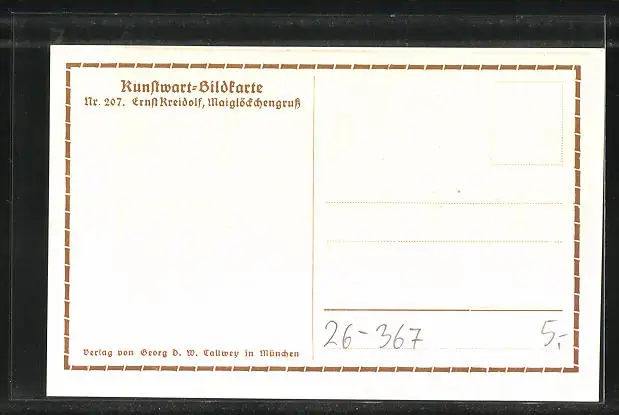 Kunstwart-Bildkarte
Nr. 207. Ernst Kreidolf, Maiglöckchengruß
Verlag von Georg D. W. Callwey in München
26-367
5,-